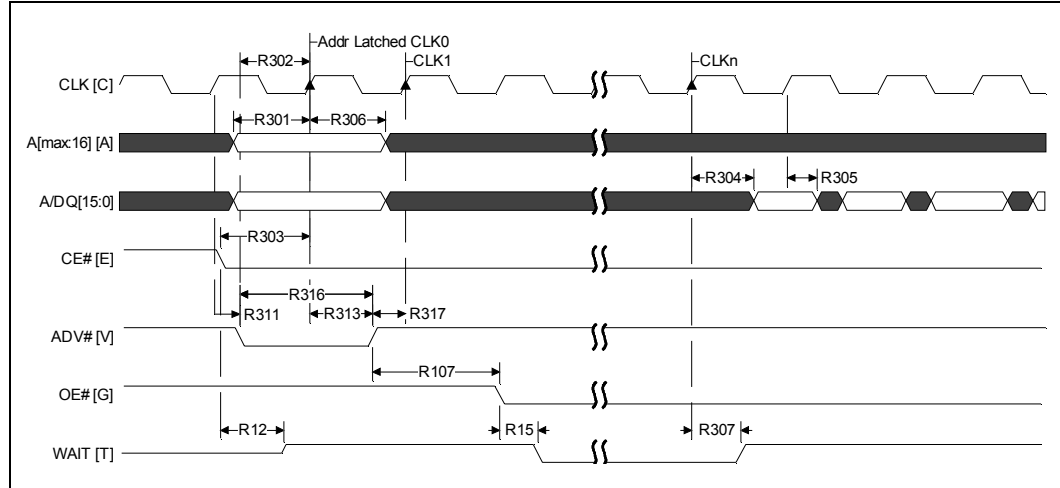 Addr Latched CLK0
R302
CLK1
CLKn
CLK [C]
R301
R306
A[max:16] [A]
R304
R305
A/DQ[15:0]
R303
CE# [E]
R316
R311
R313
R317
ADV# [V]
R107
OE# [G]
R12
R15
R307
WAIT [T]